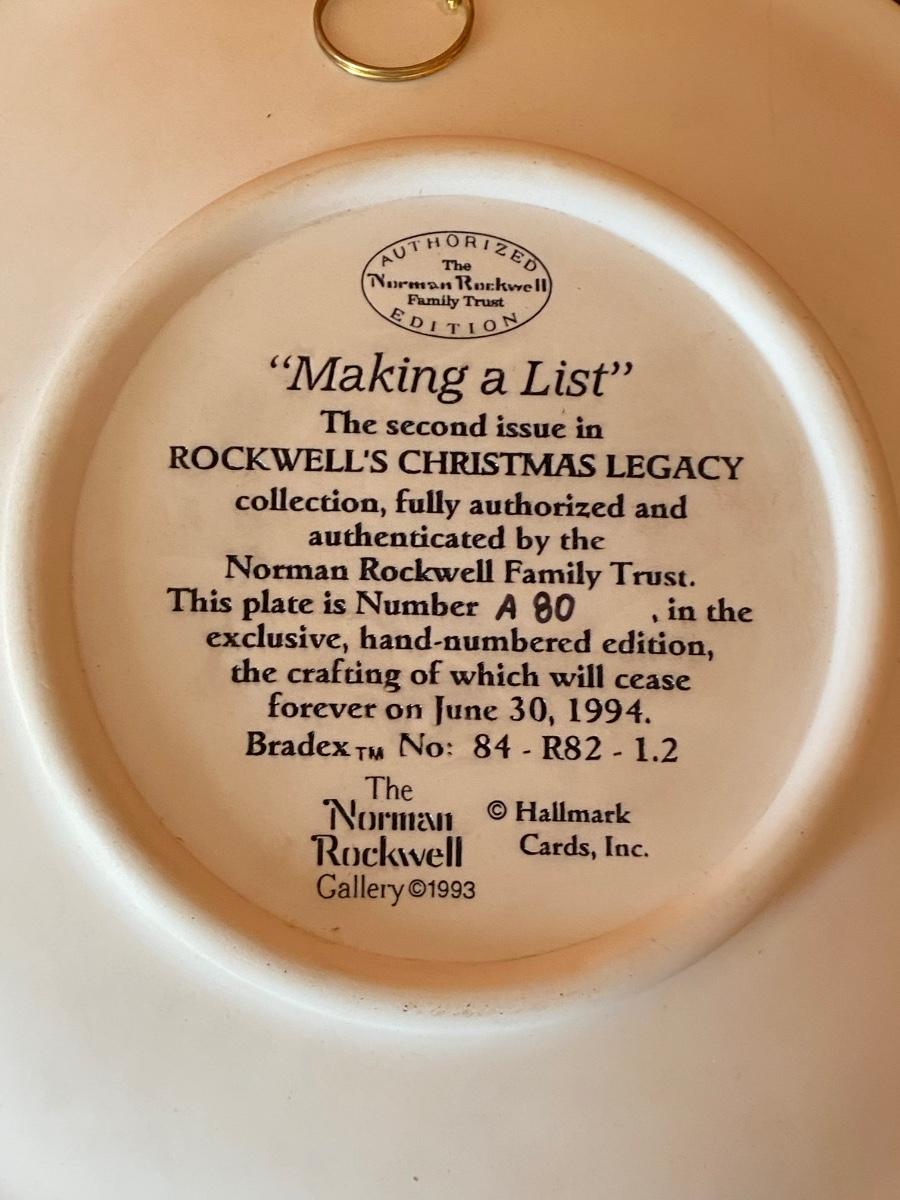 AUTHORIZED
The
Norman Rockwell
Family Trust
EDITION
“Making a List”
The second issue in
ROCKWELL'S CHRISTMAS LEGACY
collection, fully authorized and
authenticated by the
Norman Rockwell Family Trust.
This plate is Number A 80 , in the
exclusive, hand-numbered edition,
the crafting of which will cease
forever on June 30, 1994.
Bradex™ No: 84 - R82 - 1.2
The
Norman
Rockwell
Gallery ©1993
© Hallmark
Cards, Inc.